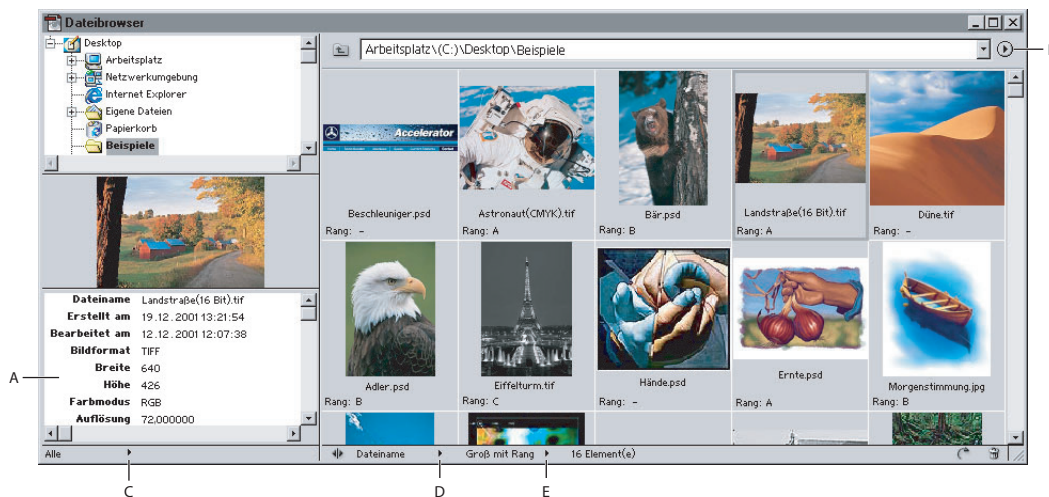 Dateibrowser
Desktop
Arbeitsplatz
Netzwerkumgebung
Internet Explorer
Eigene Dateien
Papierkorb
Beispiele
Arbeitsplatz\(C:)\Desktop\Beispiele
Accelerator
Beschleuniger.psd
Rang: -
Astronaut(CMYK).tif
Rang: A
Bär.psd
Rang: B
Landstraße(16 Bit).tif
Rang: A
Düne.tif
Rang: -
Dateiname Landstraße(16 Bit).tif
Erstellt am 19.12.2001 13:21:54
Bearbeitet am 12.12.2001 12:07:38
Bildformat TIFF
Breite 640
Höhe 426
Farbmodus RGB
Auflösung 72,000000
Adler.psd
Rang: B
Eiffelturm.tif
Rang: C
Hände.psd
Rang: -
Ernte.psd
Rang: A
Morgenstimmung.jpg
Rang: B
Alle
Dateiname
Groß mit Rang
16 Element(e)
A
C
D
E